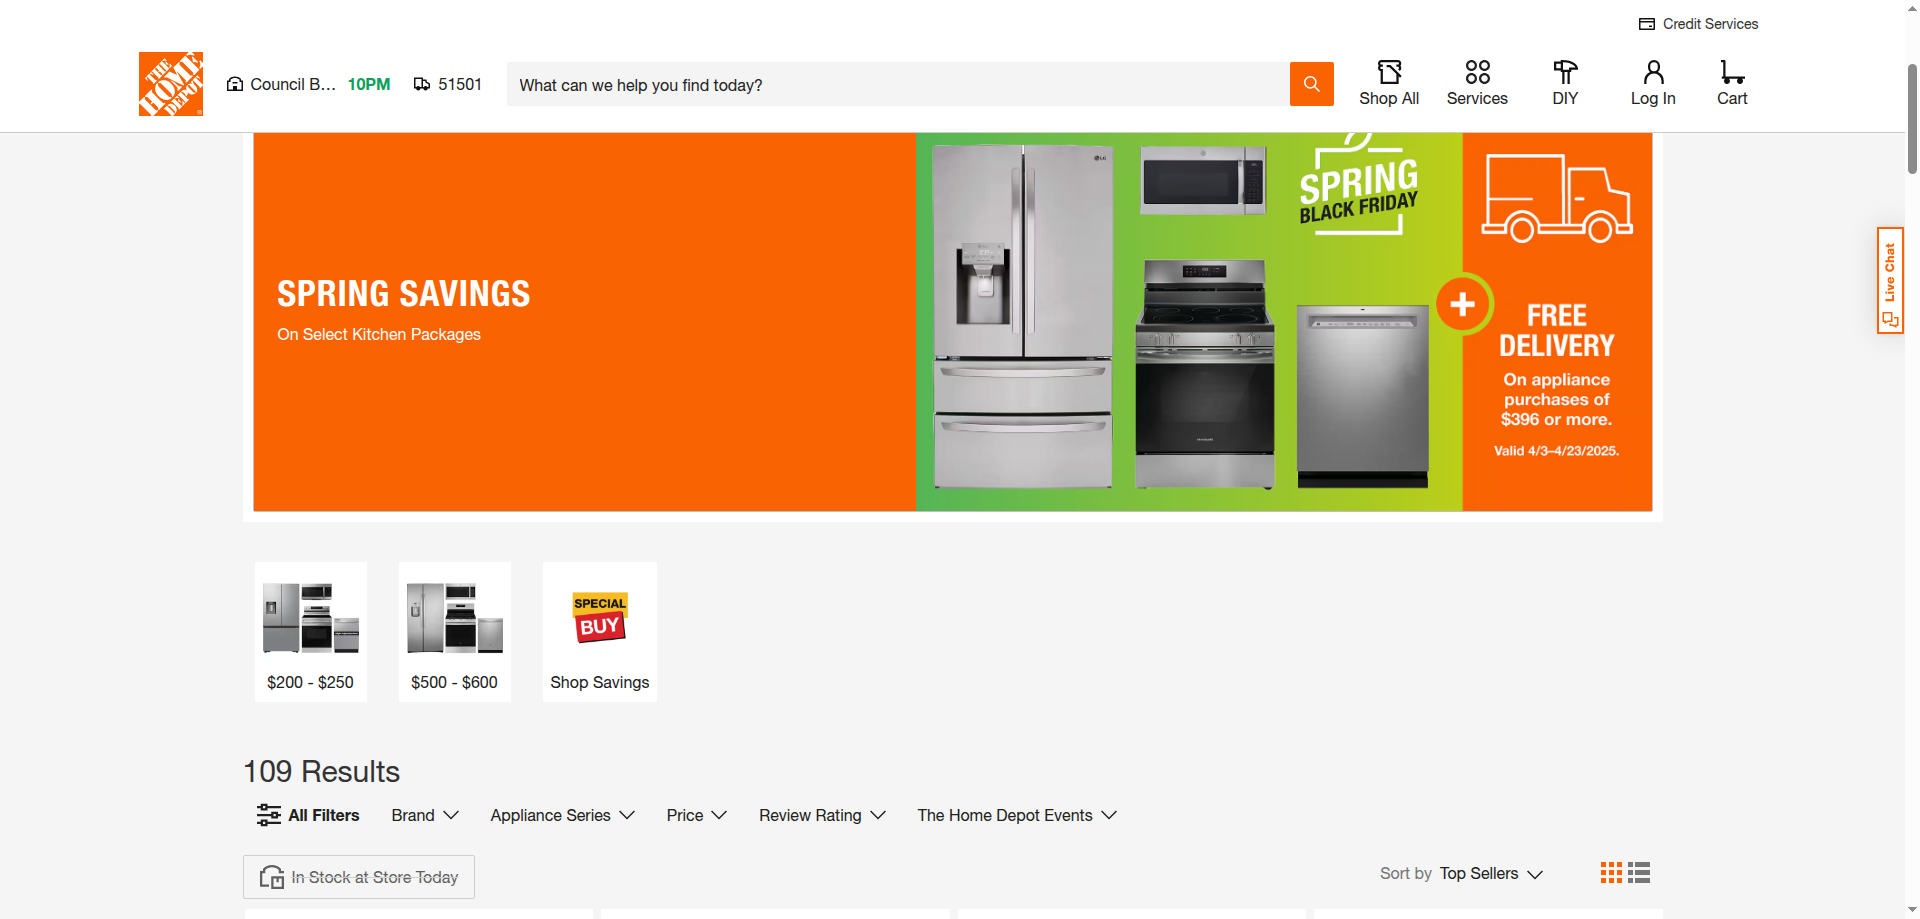 Credit Services
THE HOME DEPOT
Council B... 10PM 51501
What can we help you find today?
Shop All
Services
DIY
Log In
Cart
SPRING SAVINGS
On Select Kitchen Packages
LG
SPRING
BLACK FRIDAY
FREE
DELIVERY
On appliance
purchases of
$396 or more.
Valid 4/3–4/23/2025.
Live Chat
$200 - $250
$500 - $600
SPECIAL
BUY
Shop Savings
109 Results
All Filters Brand Appliance Series Price Review Rating The Home Depot Events
In Stock at Store Today
Sort by Top Sellers